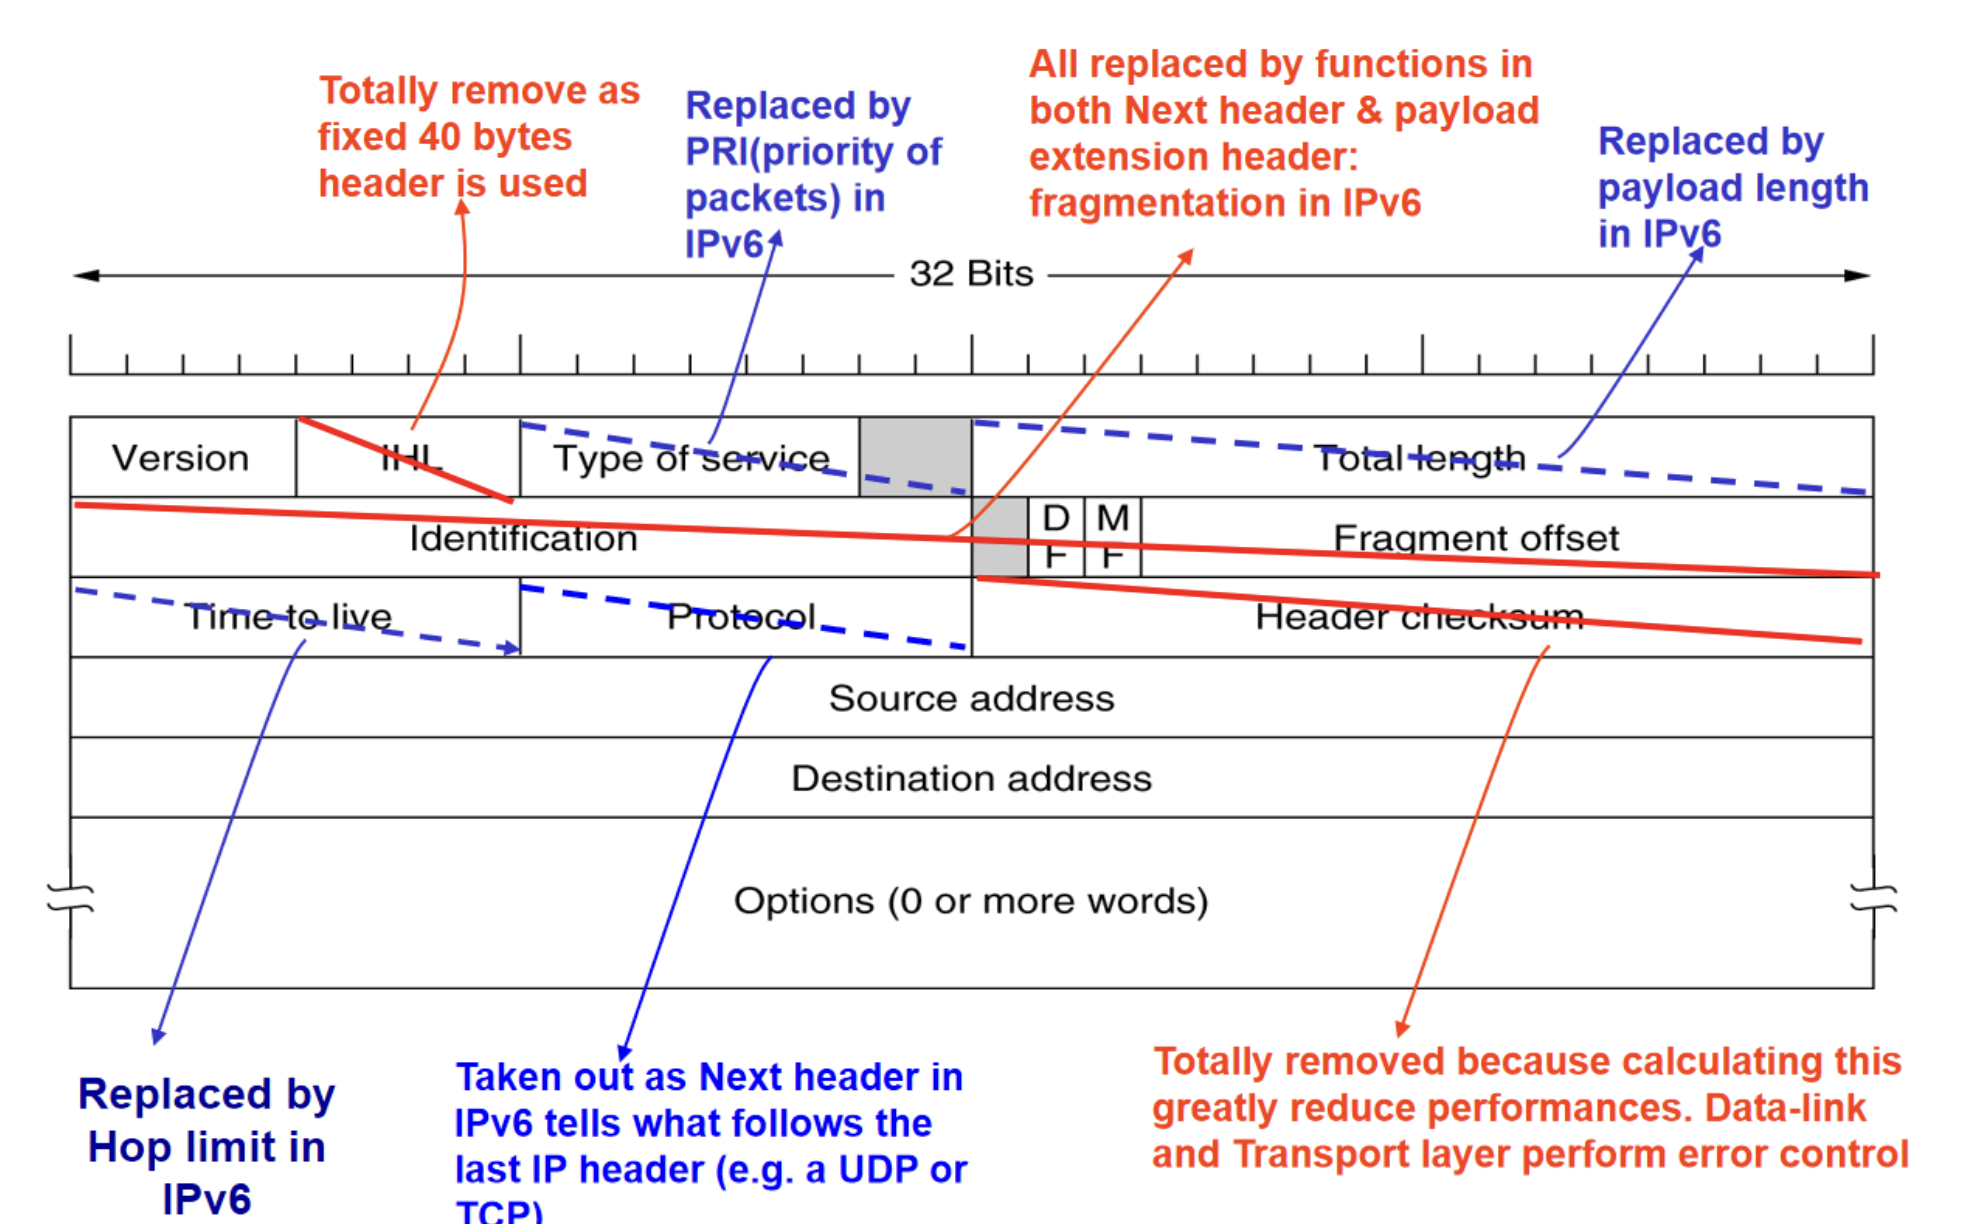 Totally remove as
fixed 40 bytes
header is used
Replaced by
PRI(priority of
packets) in
IPv6
All replaced by functions in
both Next header & payload
extension header:
fragmentation in IPv6
Replaced by
payload length
in IPv6
32 Bits
Version IHL Type of service Total length
Identification D F M F Fragment offset
Time to live Protocol Header checksum
Source address
Destination address
Options (0 or more words)
Replaced by
Hop limit in
IPv6
Taken out as Next header in
IPv6 tells what follows the
last IP header (e.g. a UDP or
TCP)
Totally removed because calculating this
greatly reduce performances. Data-link
and Transport layer perform error control